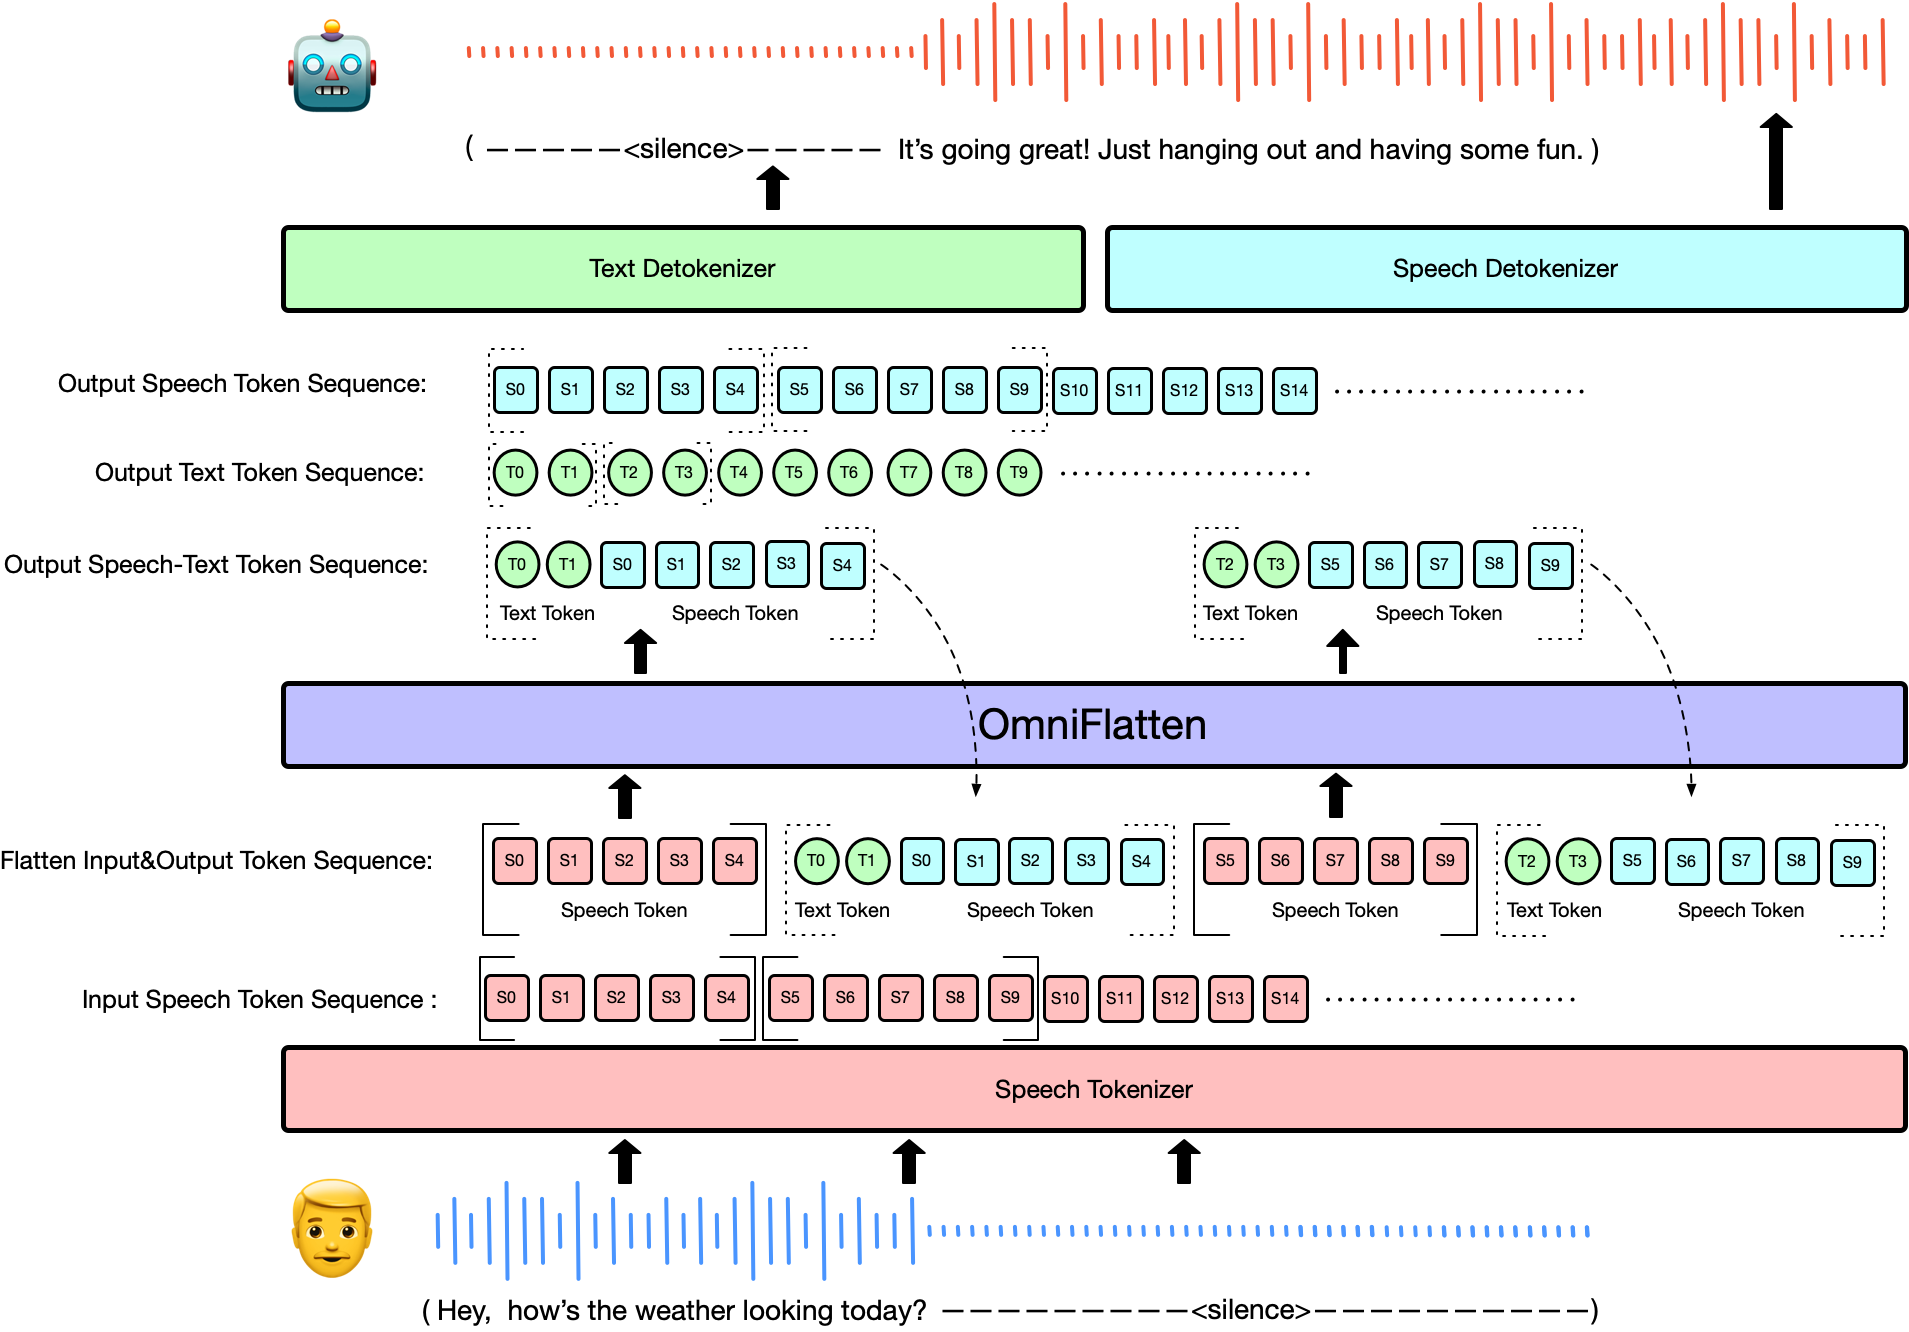 ( — — — — — <silence> — — — — — It's going great! Just hanging out and having some fun. )
Text Detokenizer
Speech Detokenizer
Output Speech Token Sequence: S0 S1 S2 S3 S4 S5 S6 S7 S8 S9 S10 S11 S12 S13 S14
Output Text Token Sequence: T0 T1 T2 T3 T4 T5 T6 T7 T8 T9
Output Speech-Text Token Sequence: T0 T1 S0 S1 S2 S3 S4 T2 T3 S5 S6 S7 S8 S9
Text Token Speech Token Text Token Speech Token
OmniFlatten
Flatten Input&Output Token Sequence: S0 S1 S2 S3 S4 T0 T1 S0 S1 S2 S3 S4 S5 S6 S7 S8 S9 T2 T3 S5 S6 S7 S8 S9
Speech Token Text Token Speech Token Speech Token Text Token Speech Token
Input Speech Token Sequence : S0 S1 S2 S3 S4 S5 S6 S7 S8 S9 S10 S11 S12 S13 S14
Speech Tokenizer
( Hey, how's the weather looking today? — — — — — — — — — — <silence> — — — — — — — — — — — )